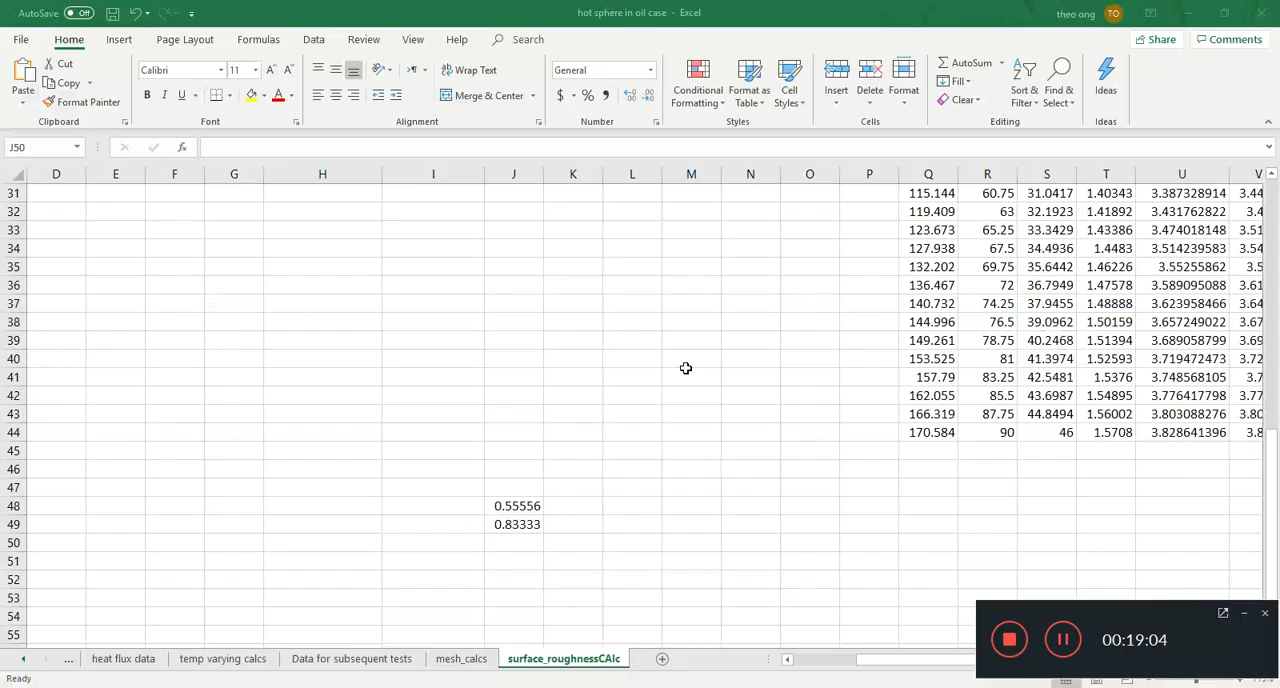 AutoSave Off hot sphere in oil case - Excel theo ong TO
File Home Insert Page Layout Formulas Data Review View Help Search Share Comments
Paste Cut Calibri 11 Wrap Text General Conditional Format as Cell Insert Delete Format AutoSum Sort & Find & Ideas
Copy Formatting Table Styles Fill Filter Select
Format Painter B I U A Merge & Center $ % , Clear
Clipboard Font Alignment Number Styles Cells Editing Ideas
J50 fx
D E F G H I J K L M N O P Q R S T U V
31 115.144 60.75 31.0417 1.40343 3.387328914 3.44
32 119.409 63 32.1923 1.41892 3.431762822 3.4
33 123.673 65.25 33.3429 1.43386 3.474018148 3.51
34 127.938 67.5 34.4936 1.4483 3.514239583 3.54
35 132.202 69.75 35.6442 1.46226 3.55255862 3.5
36 136.467 72 36.7949 1.47578 3.589095088 3.61
37 140.732 74.25 37.9455 1.48888 3.623958466 3.64
38 144.996 76.5 39.0962 1.50159 3.657249022 3.67
39 149.261 78.75 40.2468 1.51394 3.689058799 3.69
40 153.525 81 41.3974 1.52593 3.719472473 3.72
41 157.79 83.25 42.5481 1.5376 3.748568105 3.7
42 162.055 85.5 43.6987 1.54895 3.776417798 3.77
43 166.319 87.75 44.8494 1.56002 3.803088276 3.80
44 170.584 90 46 1.5708 3.828641396 3.8
45
46
47
48 0.55556
49 0.83333
50
51
52
53
54
55
00:19:04
... heat flux data temp varying calcs Data for subsequent tests mesh_calcs surface_roughnessCAlc
Ready